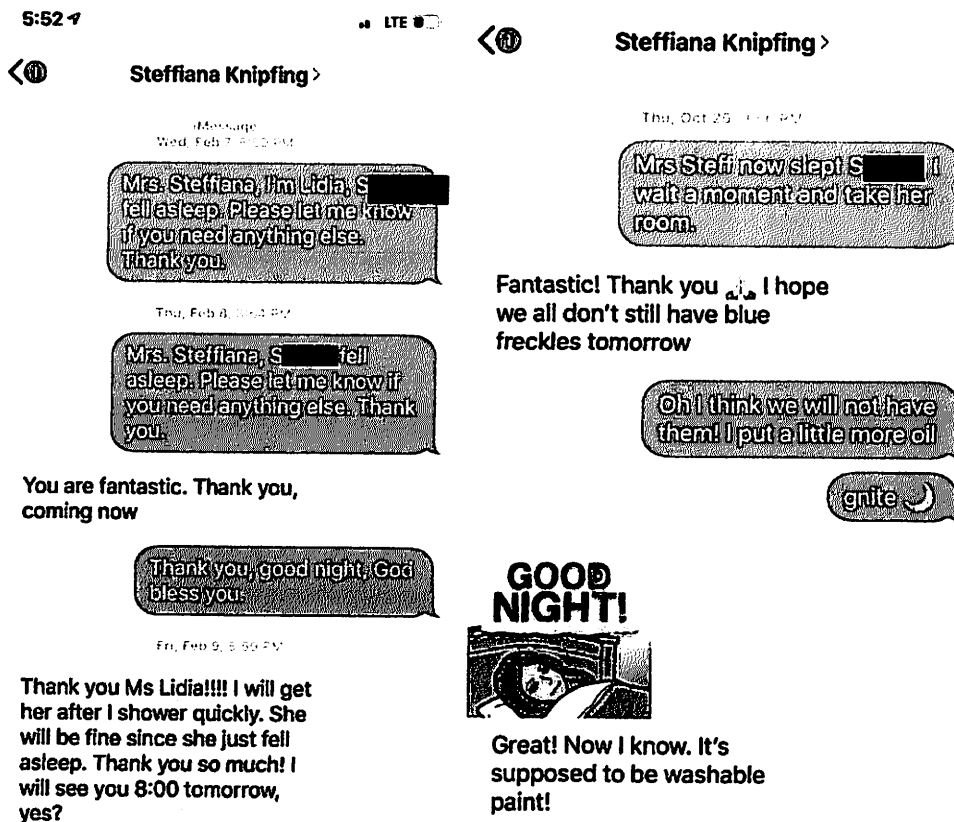 5:52
LTE
Steffiana Knipfing >
iMessage
Wed, Feb 7,
Mrs. Steffiana, I'm Lidia, S
fell asleep. Please let me know
if you need anything else.
Thank you.
Thu, Feb 8,
Mrs. Steffiana, S fell
asleep. Please let me know if
you need anything else. Thank
you.
You are fantastic. Thank you,
coming now
Thank you, good night, God
bless you.
Fri, Feb 9,
Thank you Ms Lidia!!!! I will get
her after I shower quickly. She
will be fine since she just fell
asleep. Thank you so much! I
will see you 8:00 tomorrow,
yes?
Steffiana Knipfing >
Thu, Oct
Mrs Steff now slept S I
wait a moment and take her
room.
Fantastic! Thank you I hope
we all don't still have blue
freckles tomorrow
Oh I think we will not have
them! I put a little more oil
gnite
GOOD
NIGHT!
Great! Now I know. It's
supposed to be washable
paint!